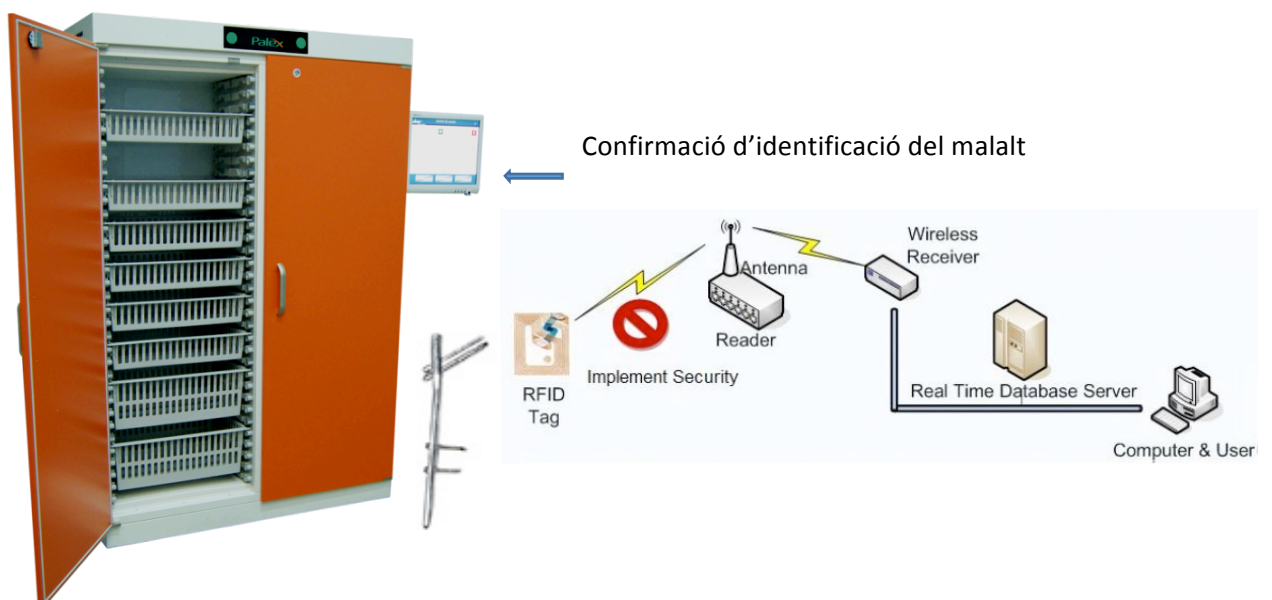 Palex
Confirmació d’identificació del malalt
Wireless
Receiver
Antenna
Reader
Implement Security
RFID
Tag
Real Time Database Server
Computer & User